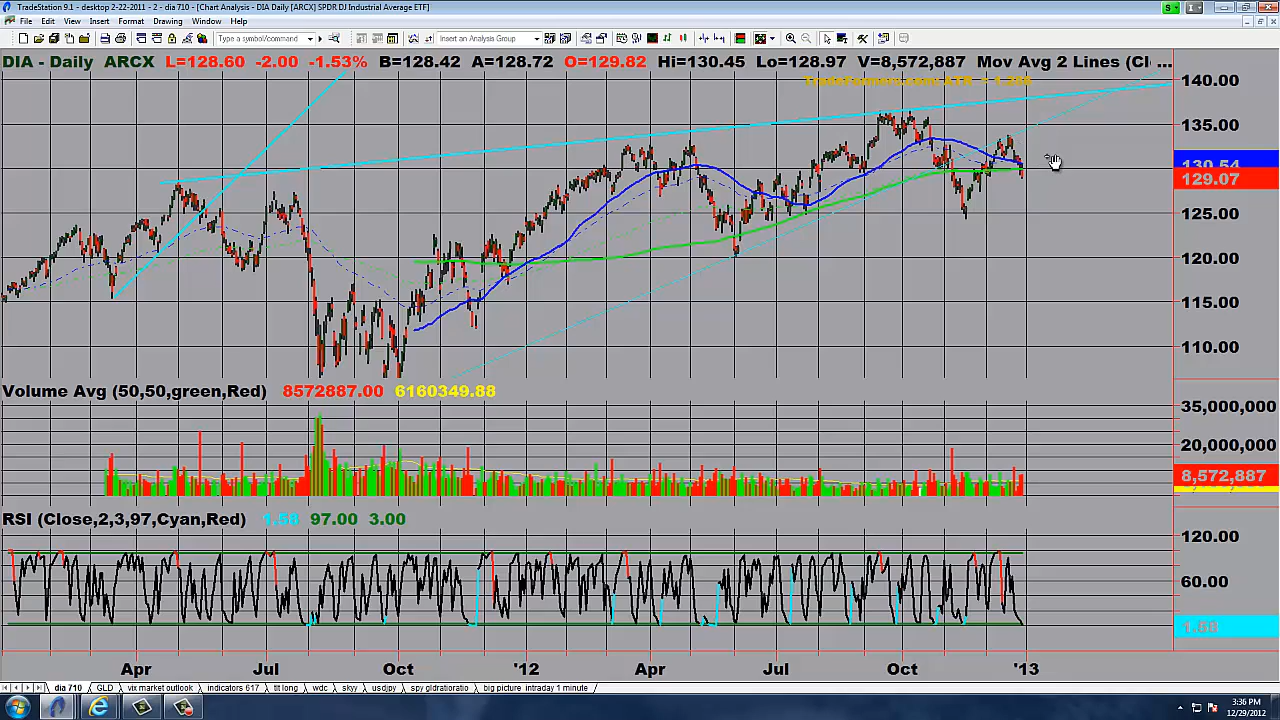 TradeStation 9.1 - desktop 2-22-2011 - 2 - dia 710 - [Chart Analysis - DIA Daily [ARCX] SPDR DJ Industrial Average ETF]
File Edit View Insert Format Drawing Window Help
Type a symbol/command
Insert an Analysis Group
DIA - Daily ARCX L=128.60 -2.00 -1.53% B=128.42 A=128.72 O=129.82 Hi=130.45 Lo=128.97 V=8,572,887 Mov Avg 2 Lines (Cl ...
140.00
135.00
130.54
129.07
125.00
120.00
115.00
110.00
Volume Avg (50,50,green,Red) 8572887.00 6160349.88
35,000,000
20,000,000
8,572,887
RSI (Close,2,3,97,Cyan,Red) 1.58 97.00 3.00
120.00
60.00
1.58
Apr Jul Oct '12 Apr Jul Oct '13
dia 710 GLD vix market outlook indicators 617 tlt long wdc skyy usdjpy spy gldratioratio big picture intraday 1 minute
3:36 PM
12/29/2012